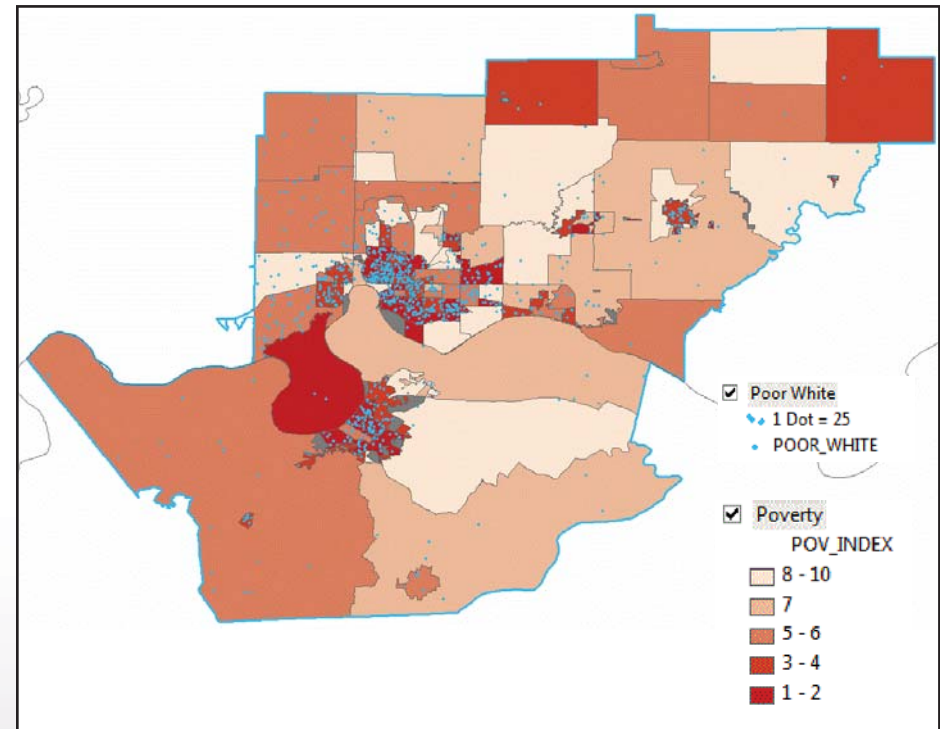 Poor White
1 Dot = 25
POOR_WHITE
Poverty
POV_INDEX
8 - 10
7
5 - 6
3 - 4
1 - 2